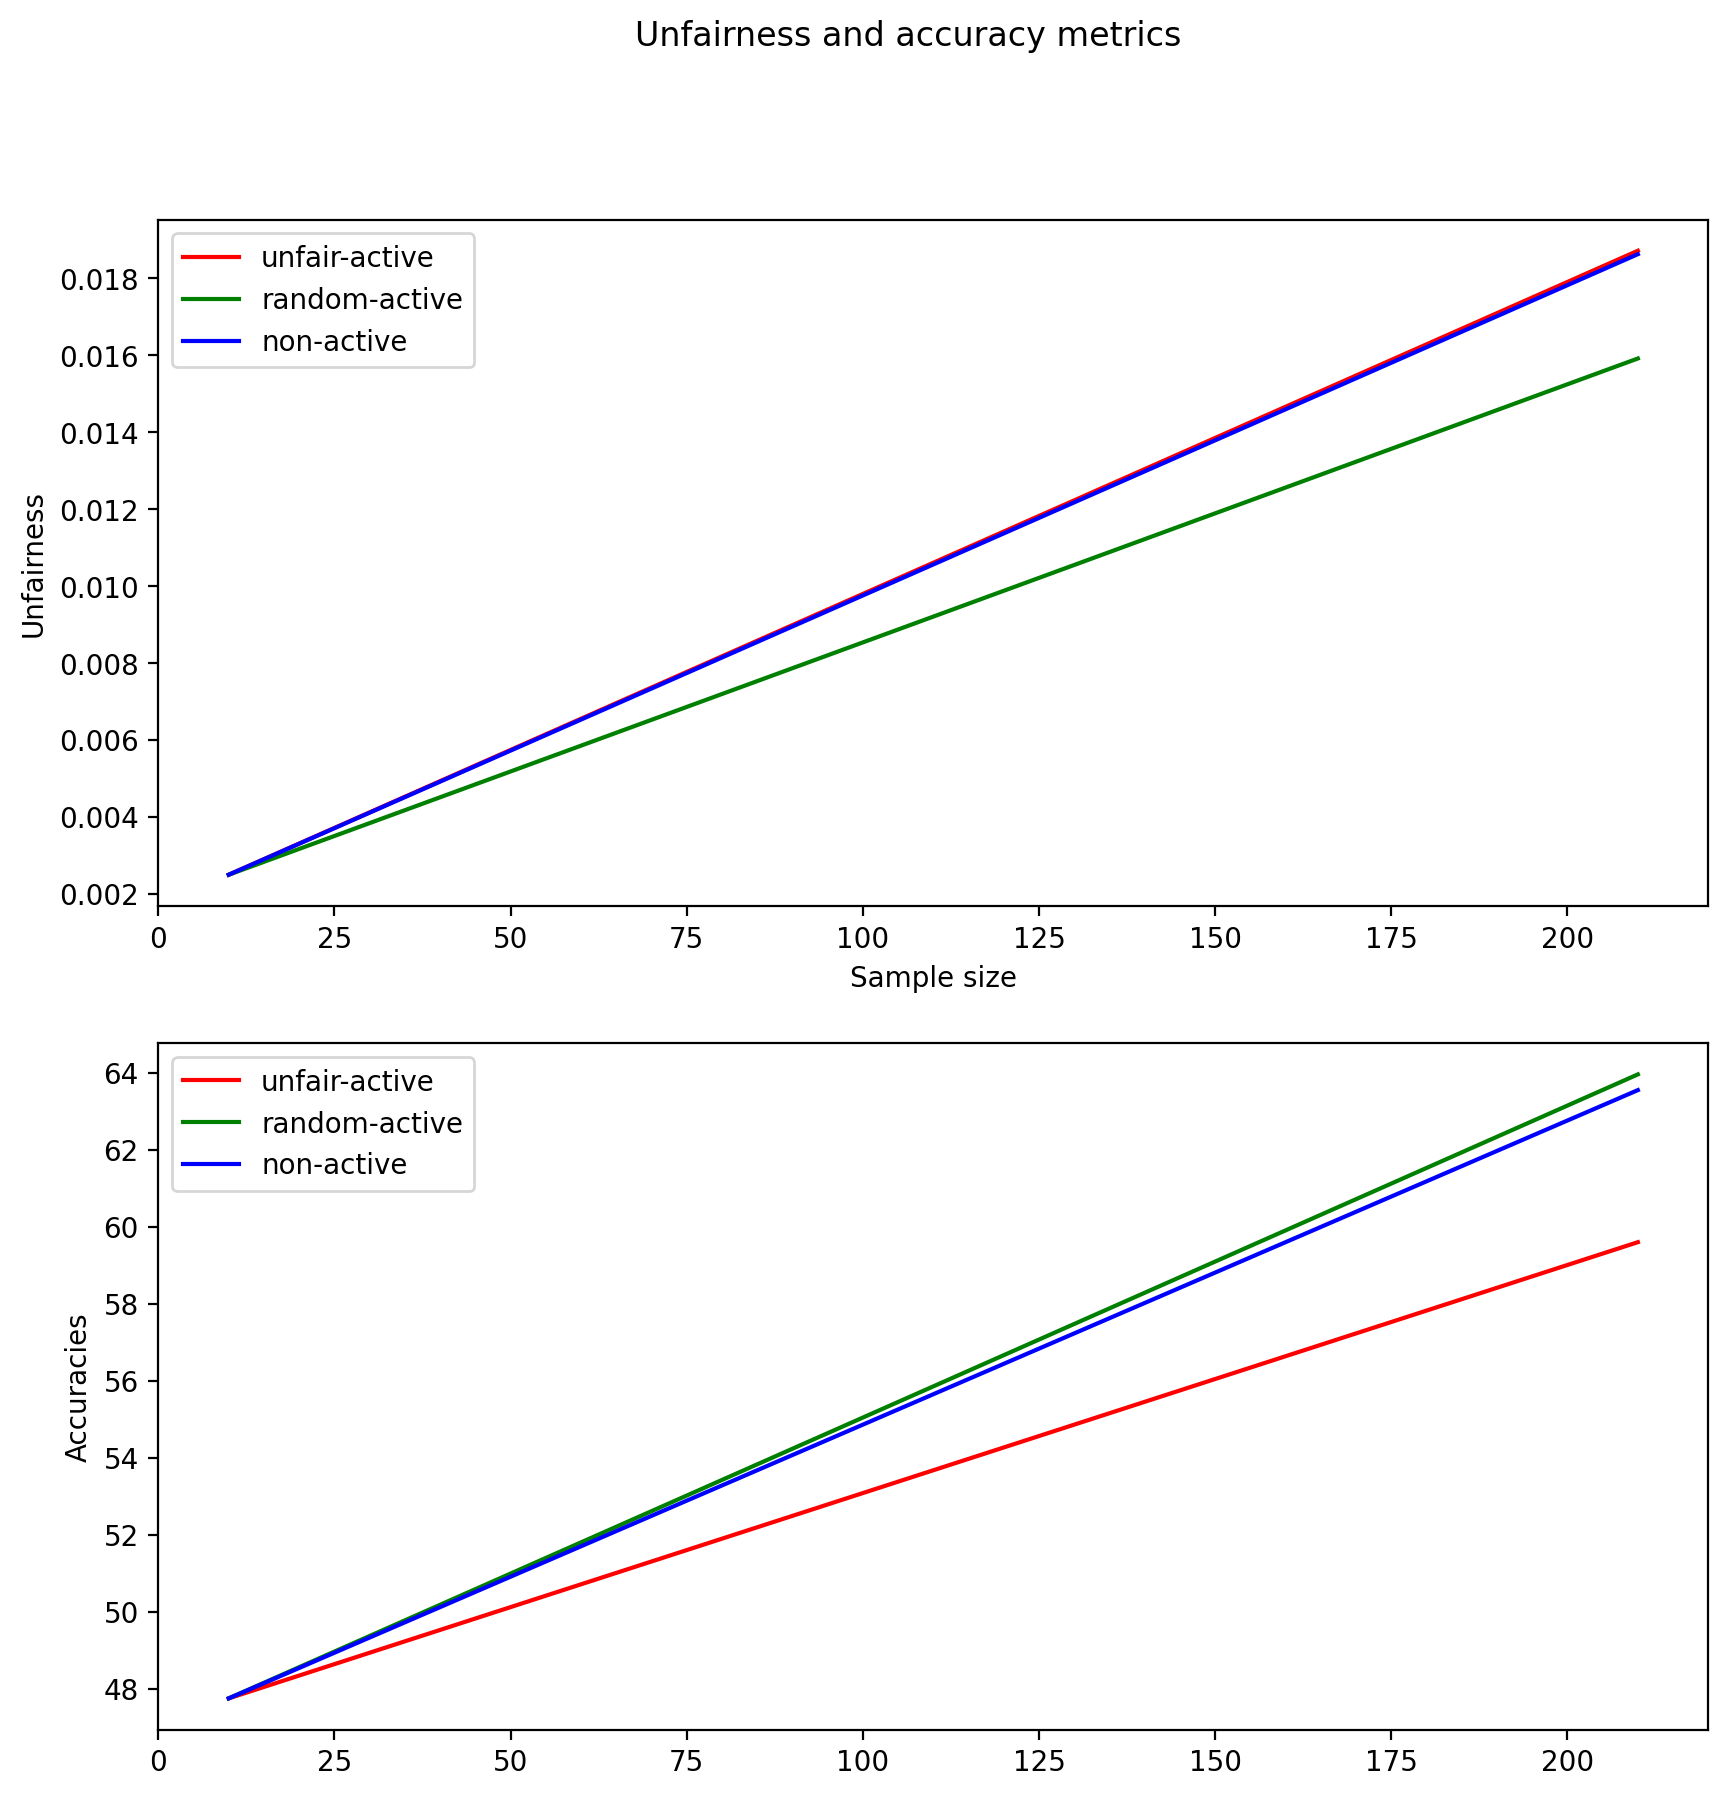 Unfairness and accuracy metrics
unfair-active
random-active
non-active
0.018
0.016
0.014
0.012
0.010
0.008
0.006
0.004
0.002
Unfairness
0 25 50 75 100 125 150 175 200
Sample size
unfair-active
random-active
non-active
64
62
60
58
56
54
52
50
48
Accuracies
0 25 50 75 100 125 150 175 200